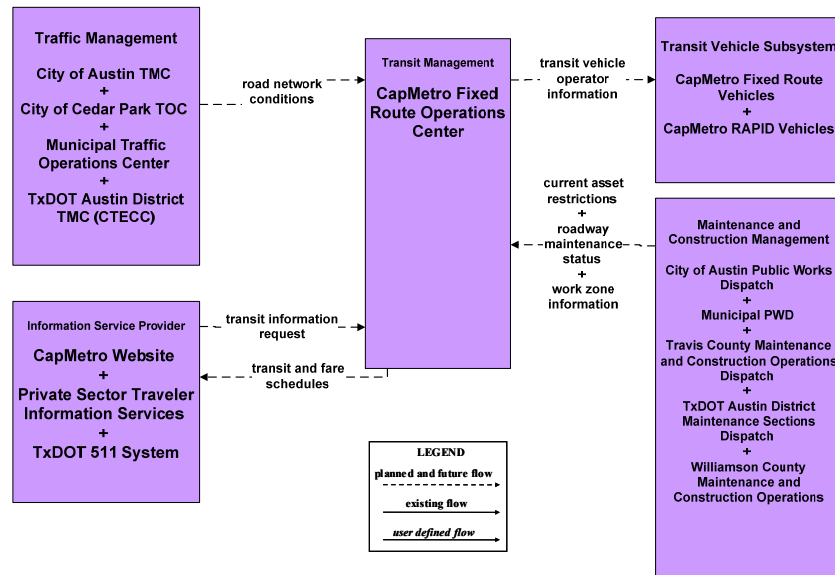 Traffic Management
City of Austin TMC
+
City of Cedar Park TOC
+
Municipal Traffic
Operations Center
+
TxDOT Austin District
TMC (CTECC)
road network
conditions
Transit Management
CapMetro Fixed
Route Operations
Center
transit vehicle
operator
information
Transit Vehicle Subsystem
CapMetro Fixed Route
Vehicles
+
CapMetro RAPID Vehicles
current asset
restrictions
+
roadway
maintenance
status
+
work zone
information
Maintenance and
Construction Management
City of Austin Public Works
Dispatch
+
Municipal PWD
+
Travis County Maintenance
and Construction Operations
Dispatch
+
TxDOT Austin District
Maintenance Sections
Dispatch
+
Williamson County
Maintenance and
Construction Operations
Information Service Provider
CapMetro Website
+
Private Sector Traveler
Information Services
+
TxDOT 511 System
transit information
request
transit and fare
schedules
LEGEND
planned and future flow
existing flow
user defined flow